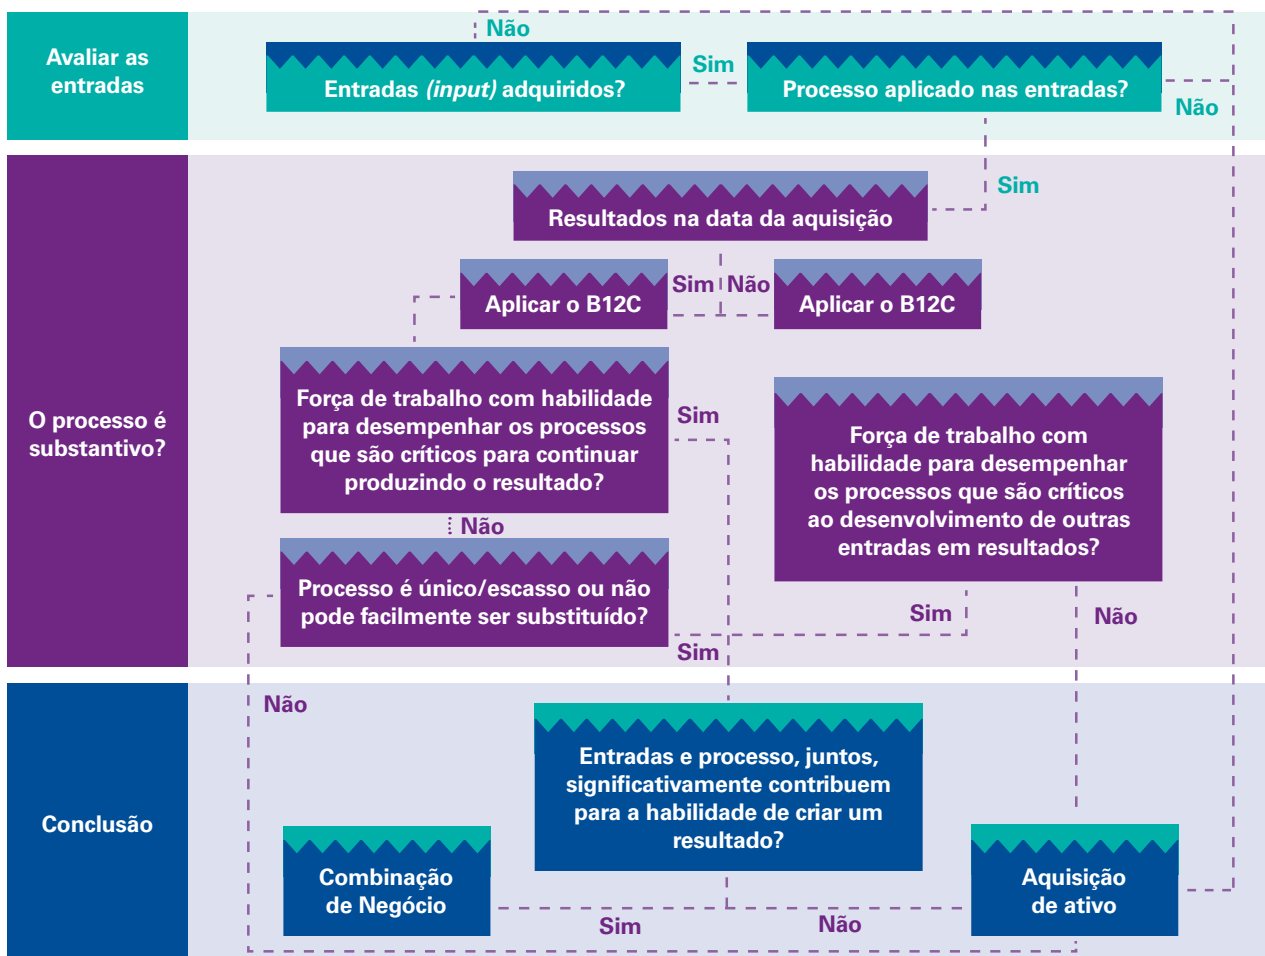 Avaliar as
entradas
Não
Entradas (input) adquiridos?
Sim
Processo aplicado nas entradas?
Não
Sim
O processo é
substantivo?
Resultados na data da aquisição
Aplicar o B12C
Sim
Não
Aplicar o B12C
Força de trabalho com habilidade
para desempenhar os processos
que são críticos para continuar
produzindo o resultado?
Sim
Força de trabalho com
habilidade para desempenhar
os processos que são críticos
ao desenvolvimento de outras
entradas em resultados?
Não
Processo é único/escasso ou não
pode facilmente ser substituído?
Sim
Sim
Não
Não
Conclusão
Entradas e processo, juntos,
significativamente contribuem
para a habilidade de criar um
resultado?
Combinação
de Negócio
Sim
Não
Aquisição
de ativo